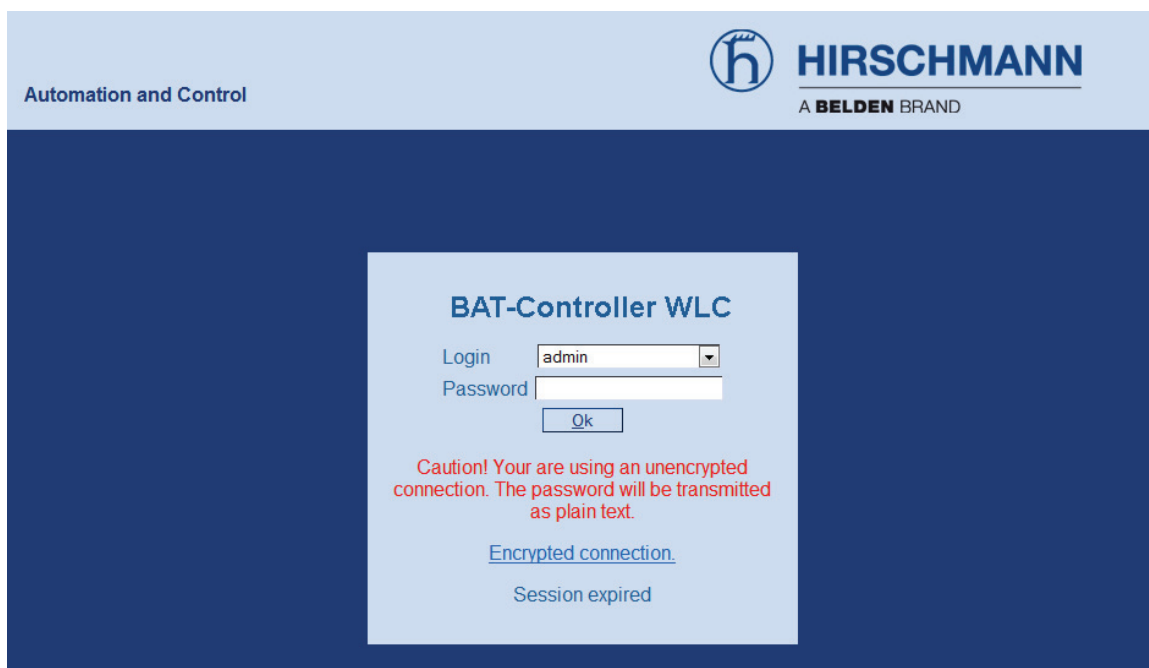 Automation and Control
HIRSCHMANN
A BELDEN BRAND
BAT-Controller WLC
Login admin
Password
Ok
Caution! Your are using an unencrypted
connection. The password will be transmitted
as plain text.
Encrypted connection.
Session expired